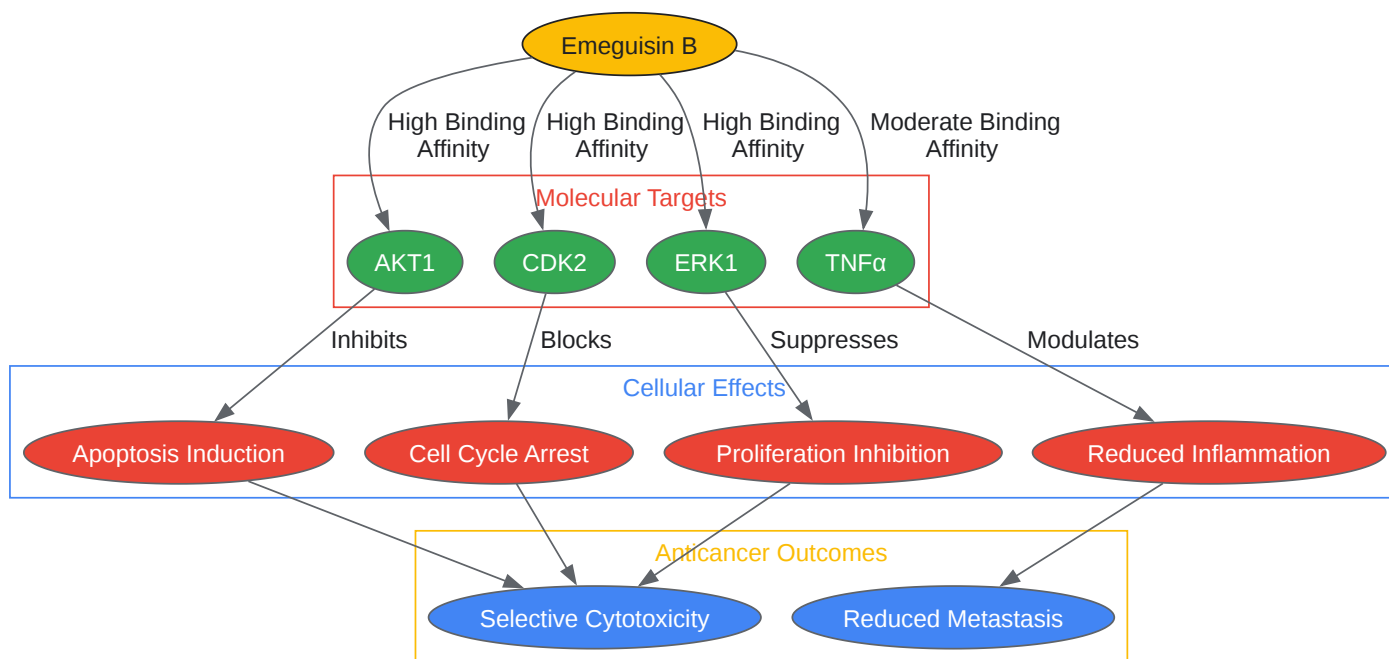 Emeguisin B
High Binding
Affinity
High Binding
Affinity
High Binding
Affinity
Moderate Binding
Affinity
Molecular Targets
AKT1
CDK2
ERK1
TNFα
Inhibits
Blocks
Suppresses
Modulates
Cellular Effects
Apoptosis Induction
Cell Cycle Arrest
Proliferation Inhibition
Reduced Inflammation
Anticancer Outcomes
Selective Cytotoxicity
Reduced Metastasis